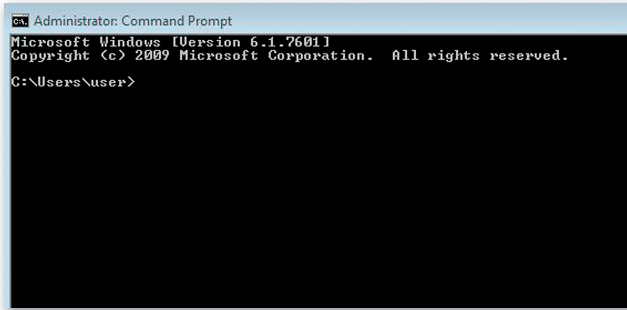 C:\.
Administrator: Command Prompt
Microsoft Windows [Version 6.1.7601]
Copyright (c) 2009 Microsoft Corporation.  All rights reserved.
C:\Users\user>